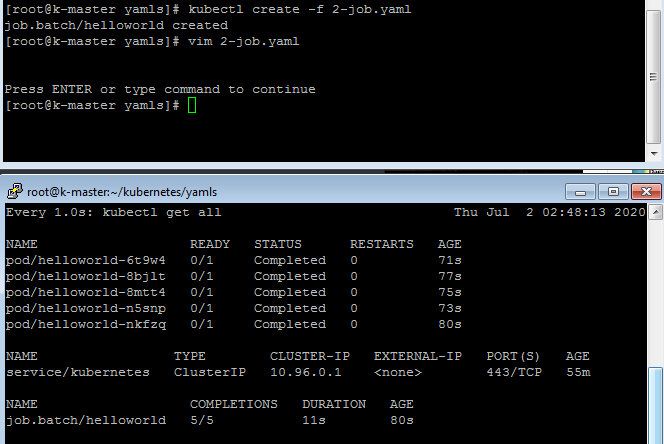 [root@k-master yamls]# kubectl create -f 2-job.yaml
job.batch/helloworld created
[root@k-master yamls]# vim 2-job.yaml
Press ENTER or type command to continue
[root@k-master yamls]#
root@k-master:~/kubernetes/yamls
Every 1.0s: kubectl get all Thu Jul 2 02:48:13 2020
NAME READY STATUS RESTARTS AGE
pod/helloworld-6t9w4 0/1 Completed 0 71s
pod/helloworld-8bjlt 0/1 Completed 0 77s
pod/helloworld-8mtt4 0/1 Completed 0 75s
pod/helloworld-n5snp 0/1 Completed 0 73s
pod/helloworld-nkfzq 0/1 Completed 0 80s
NAME TYPE CLUSTER-IP EXTERNAL-IP PORT(S) AGE
service/kubernetes ClusterIP 10.96.0.1 <none> 443/TCP 55m
NAME COMPLETIONS DURATION AGE
job.batch/helloworld 5/5 11s 80s